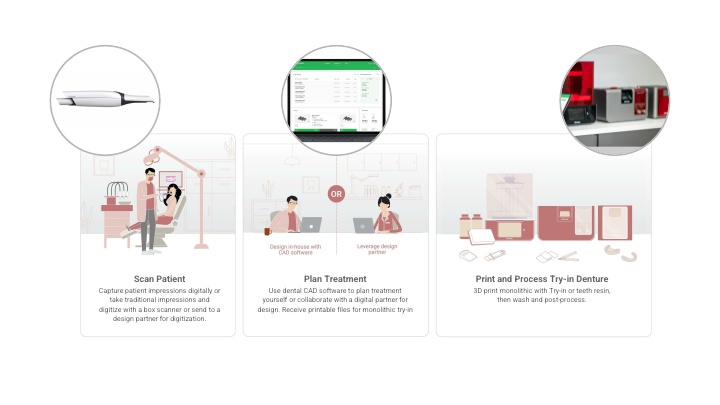 OR
Design in-house with
CAD software
Leverage design
partner
Scan Patient
Capture patient impressions digitally or
take traditional impressions and
digitize with a box scanner or send to a
design partner for digitization.
Plan Treatment
Use dental CAD software to plan treatment
yourself or collaborate with a digital partner for
design. Receive printable files for monolithic try-in
Print and Process Try-in Denture
3D print monolithic with Try-in or teeth resin,
then wash and post-process.